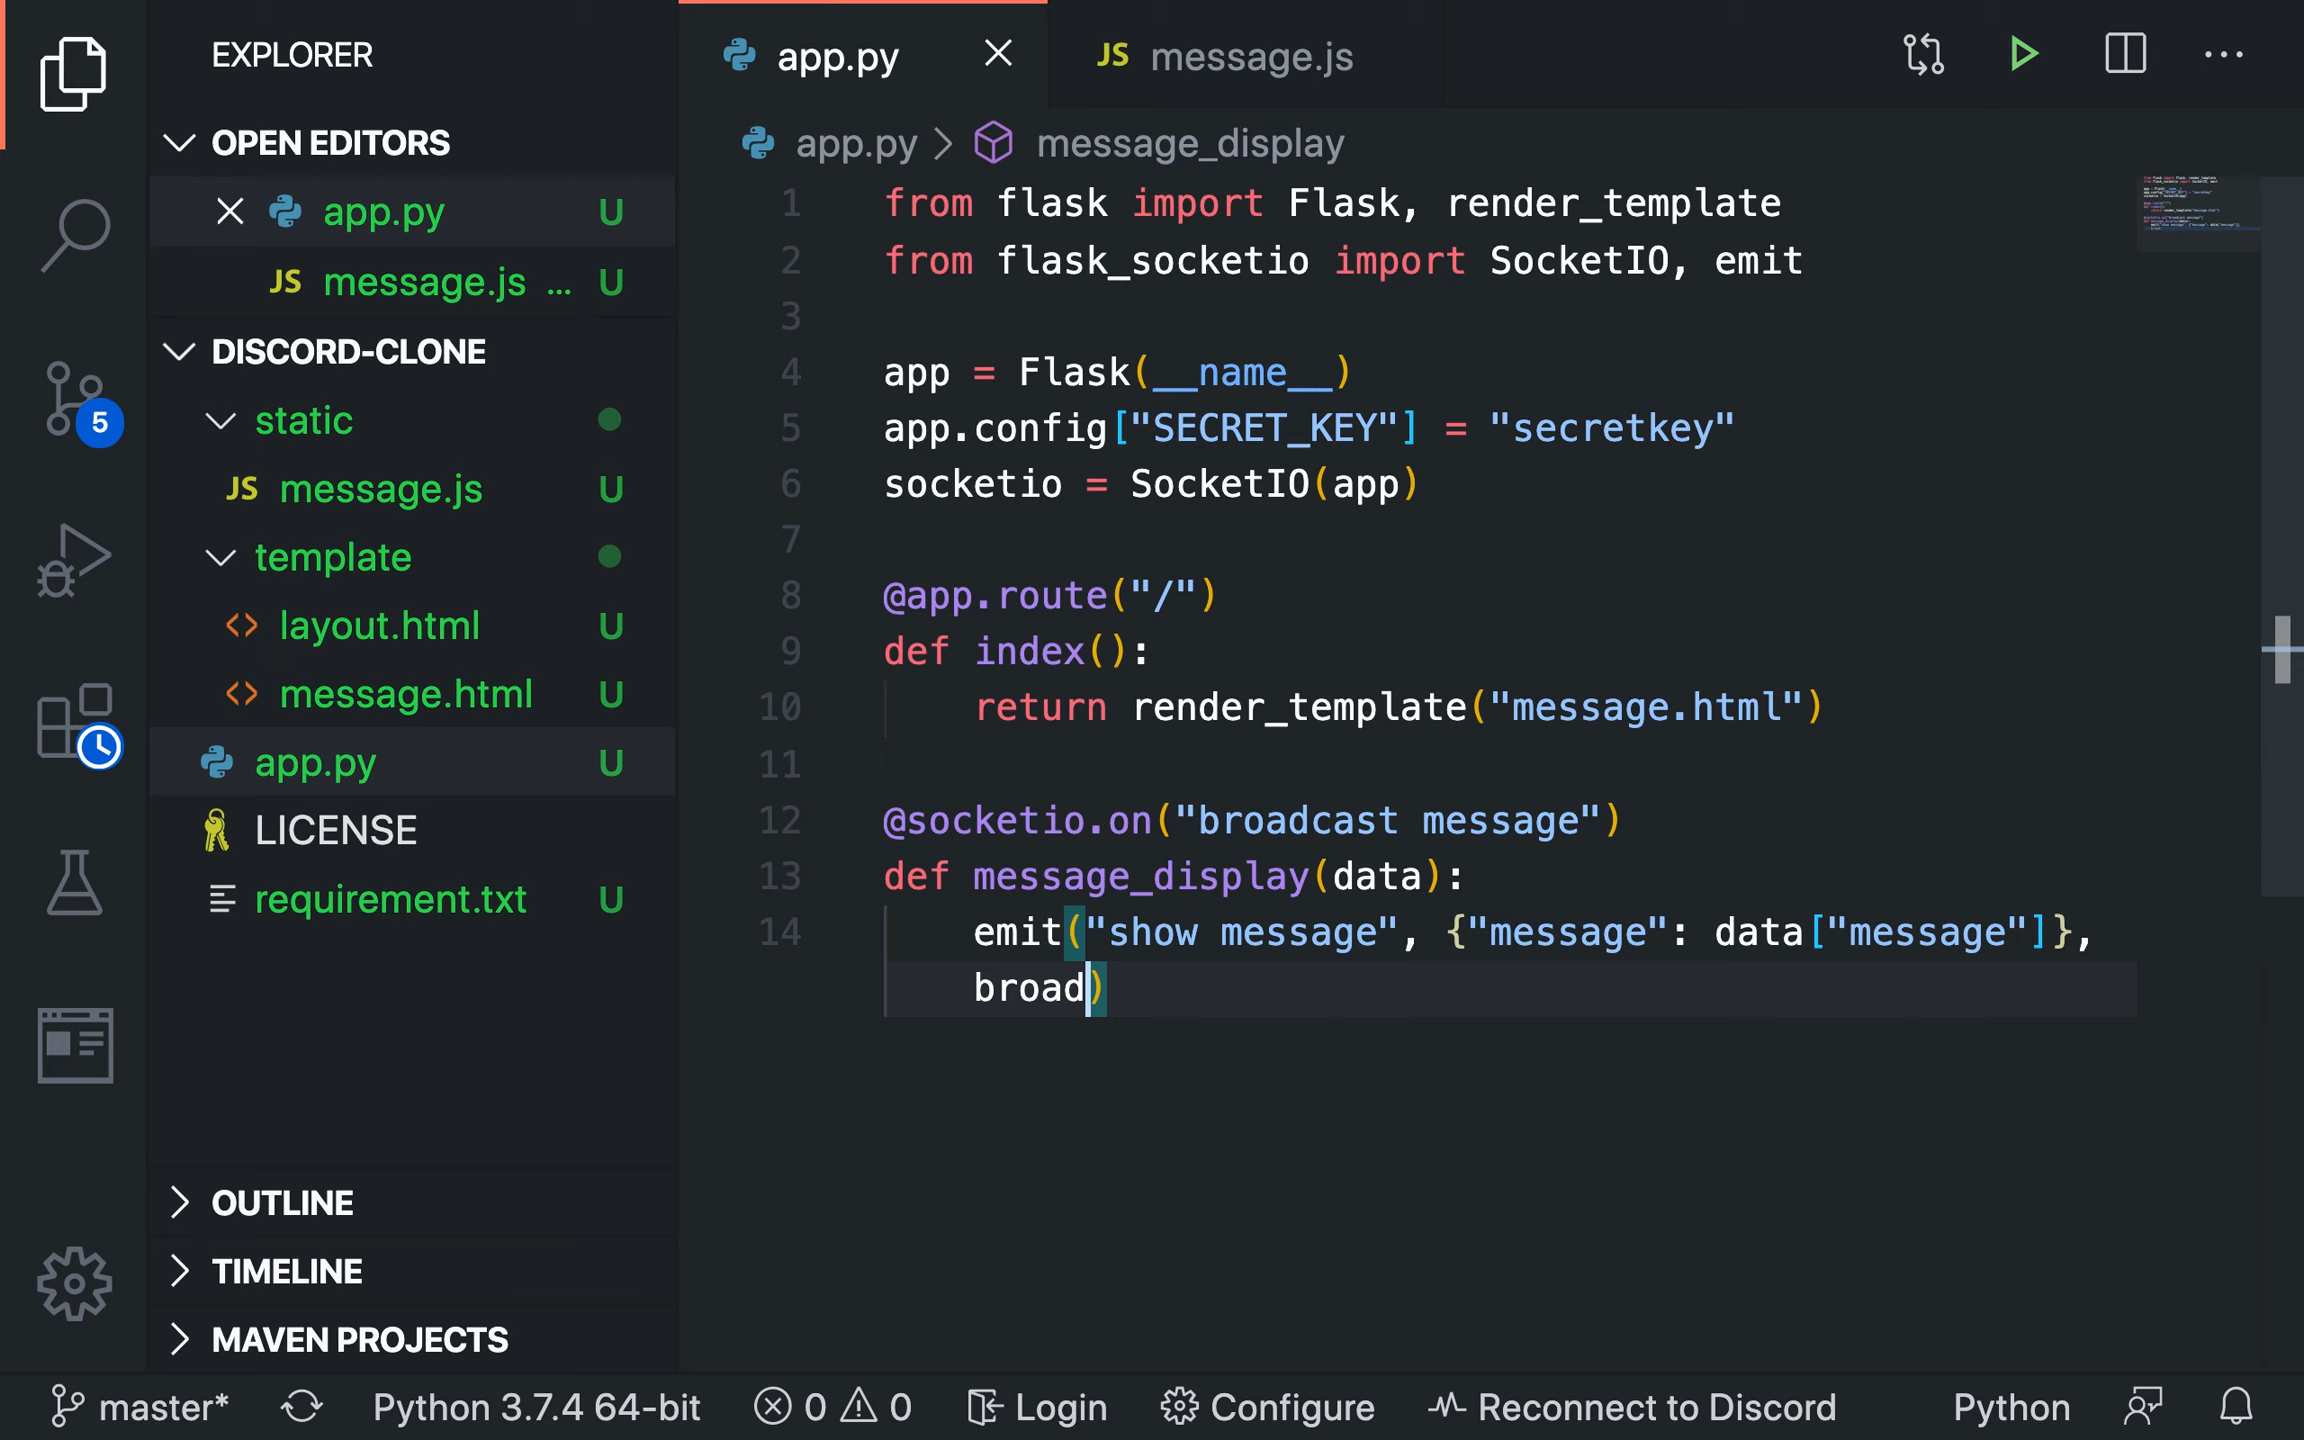 EXPLORER
OPEN EDITORS
app.py U
JS message.js ... U
DISCORD-CLONE
static
JS message.js U
template
layout.html U
message.html U
app.py U
LICENSE
requirement.txt U
OUTLINE
TIMELINE
MAVEN PROJECTS
5
app.py
JS message.js
app.py > message_display
1 from flask import Flask, render_template
2 from flask_socketio import SocketIO, emit
3
4 app = Flask(__name__)
5 app.config["SECRET_KEY"] = "secretkey"
6 socketio = SocketIO(app)
7
8 @app.route("/")
9 def index():
10 return render_template("message.html")
11
12 @socketio.on("broadcast message")
13 def message_display(data):
14 emit("show message", {"message": data["message"]},
broad)
master* Python 3.7.4 64-bit 0 0 Login Configure Reconnect to Discord Python